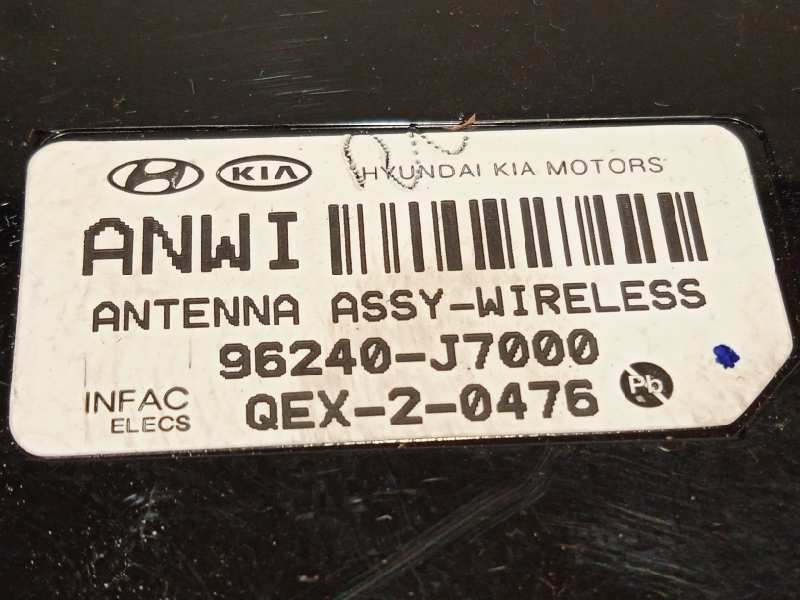 KIA HYUNDAI KIA MOTORS
ANWI
ANTENNA ASSY-WIRELESS
96240-J7000
INFAC
ELECS
QEX-2-0476
Pb